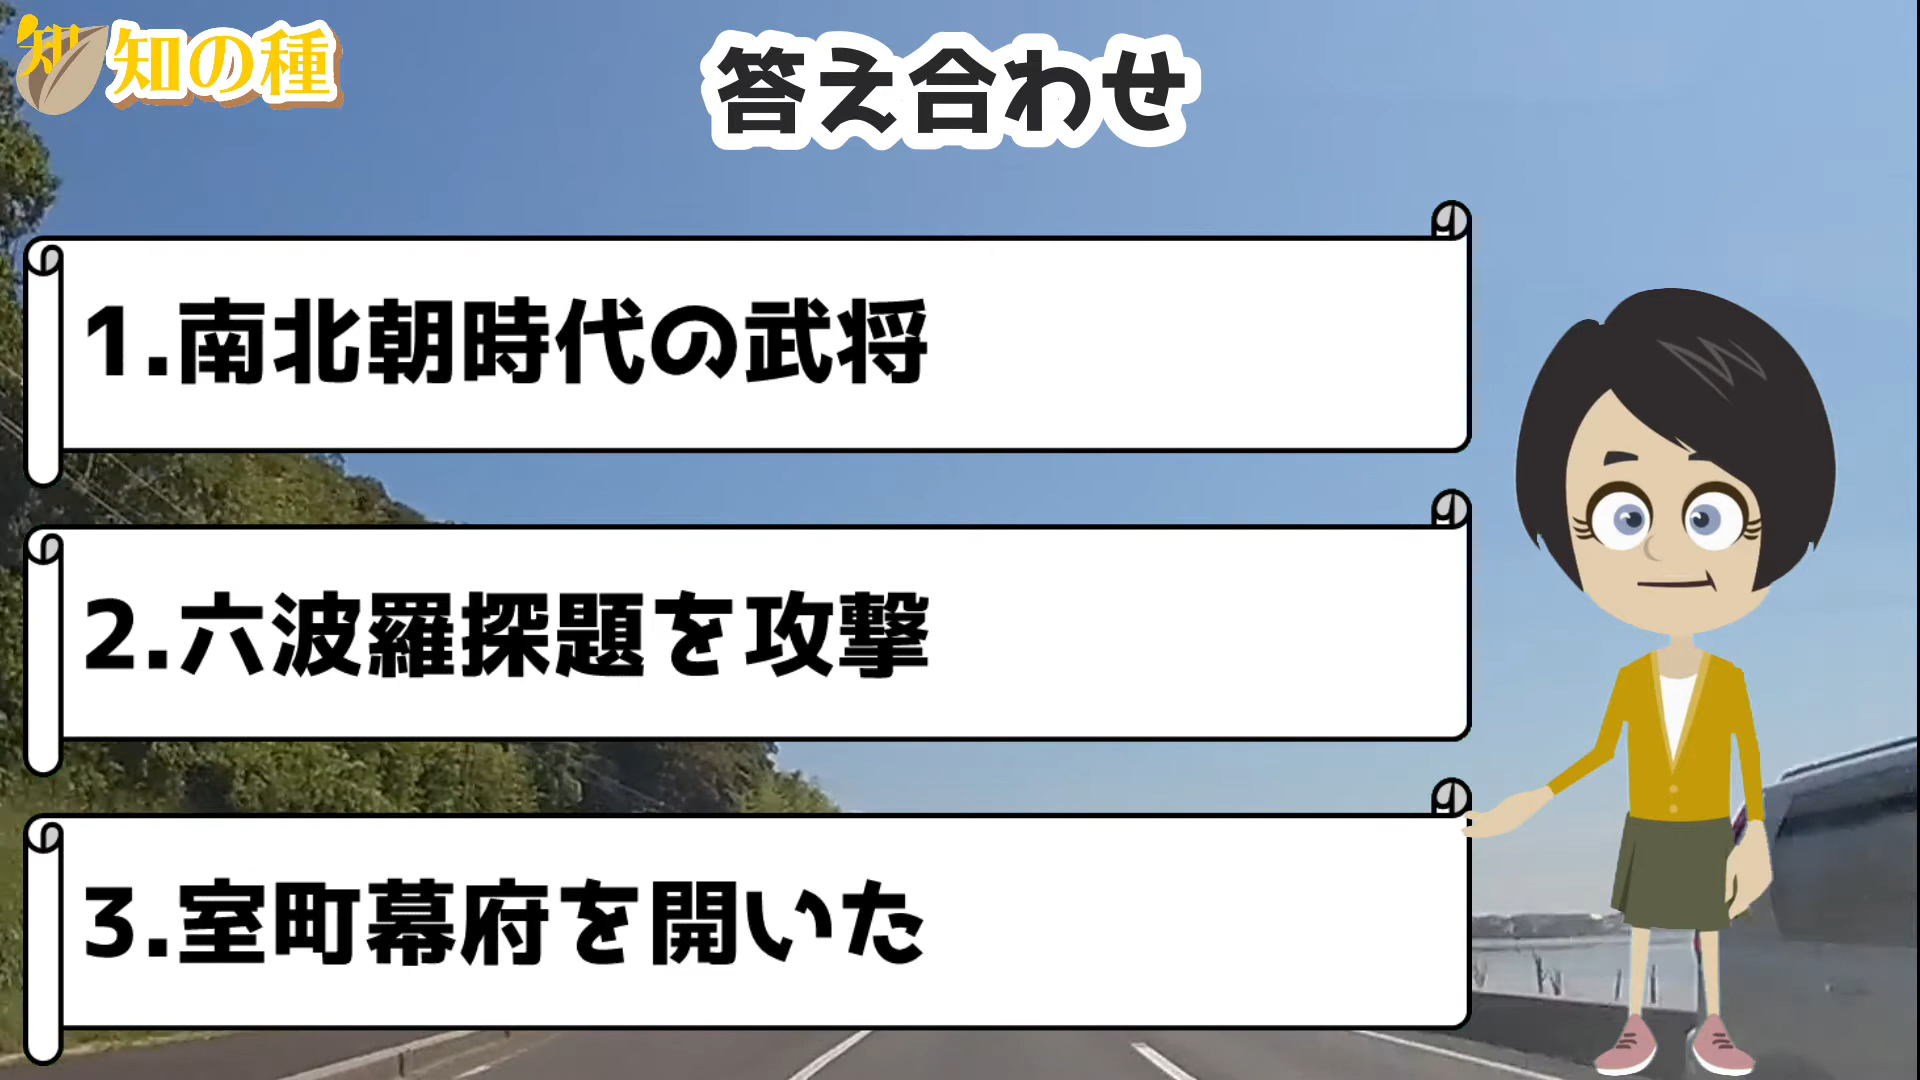 知 知の種
答え合わせ
1.南北朝時代の武将
2.六波羅探題を攻撃
3.室町幕府を開いた